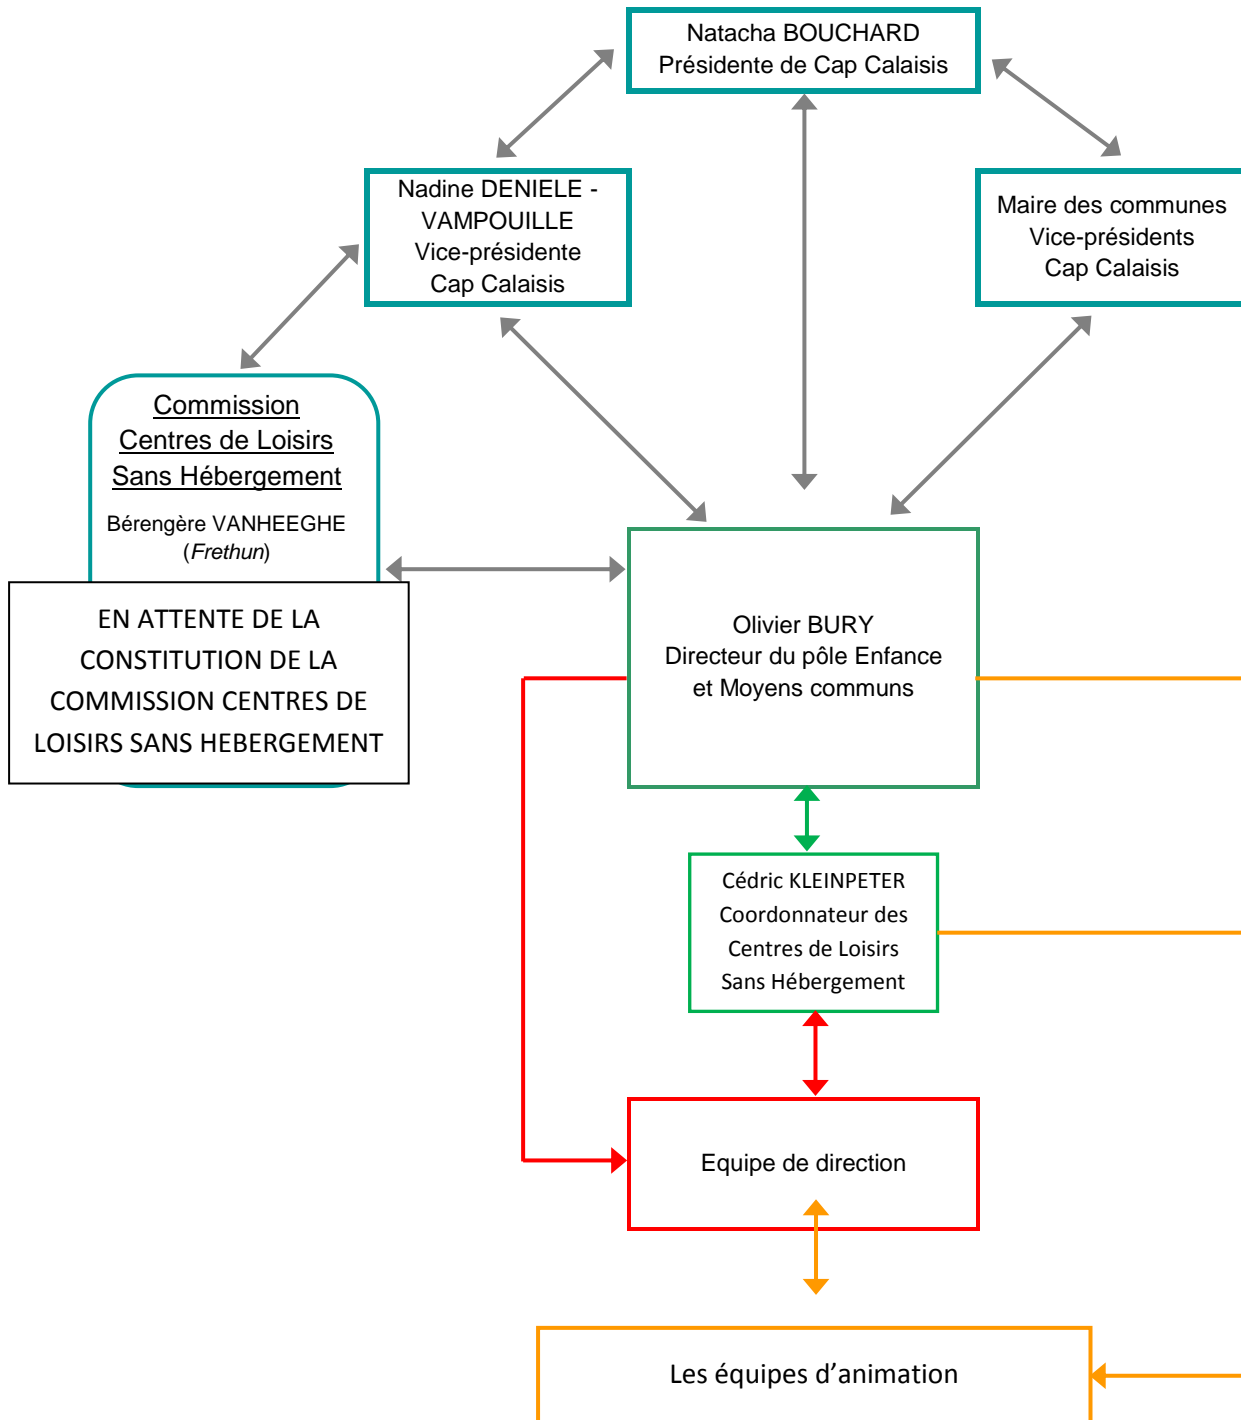 Natacha BOUCHARD
Présidente de Cap Calaisis
Nadine DENIELE -
VAMPOUILLE
Vice-présidente
Cap Calaisis
Maire des communes
Vice-présidents
Cap Calaisis
Commission
Centres de Loisirs
Sans Hébergement
Bérengère VANHEEGHE
(Frethun)
EN ATTENTE DE LA
CONSTITUTION DE LA
COMMISSION CENTRES DE
LOISIRS SANS HEBERGEMENT
Olivier BURY
Directeur du pôle Enfance
et Moyens communs
Cédric KLEINPETER
Coordonnateur des
Centres de Loisirs
Sans Hébergement
Equipe de direction
Les équipes d’animation